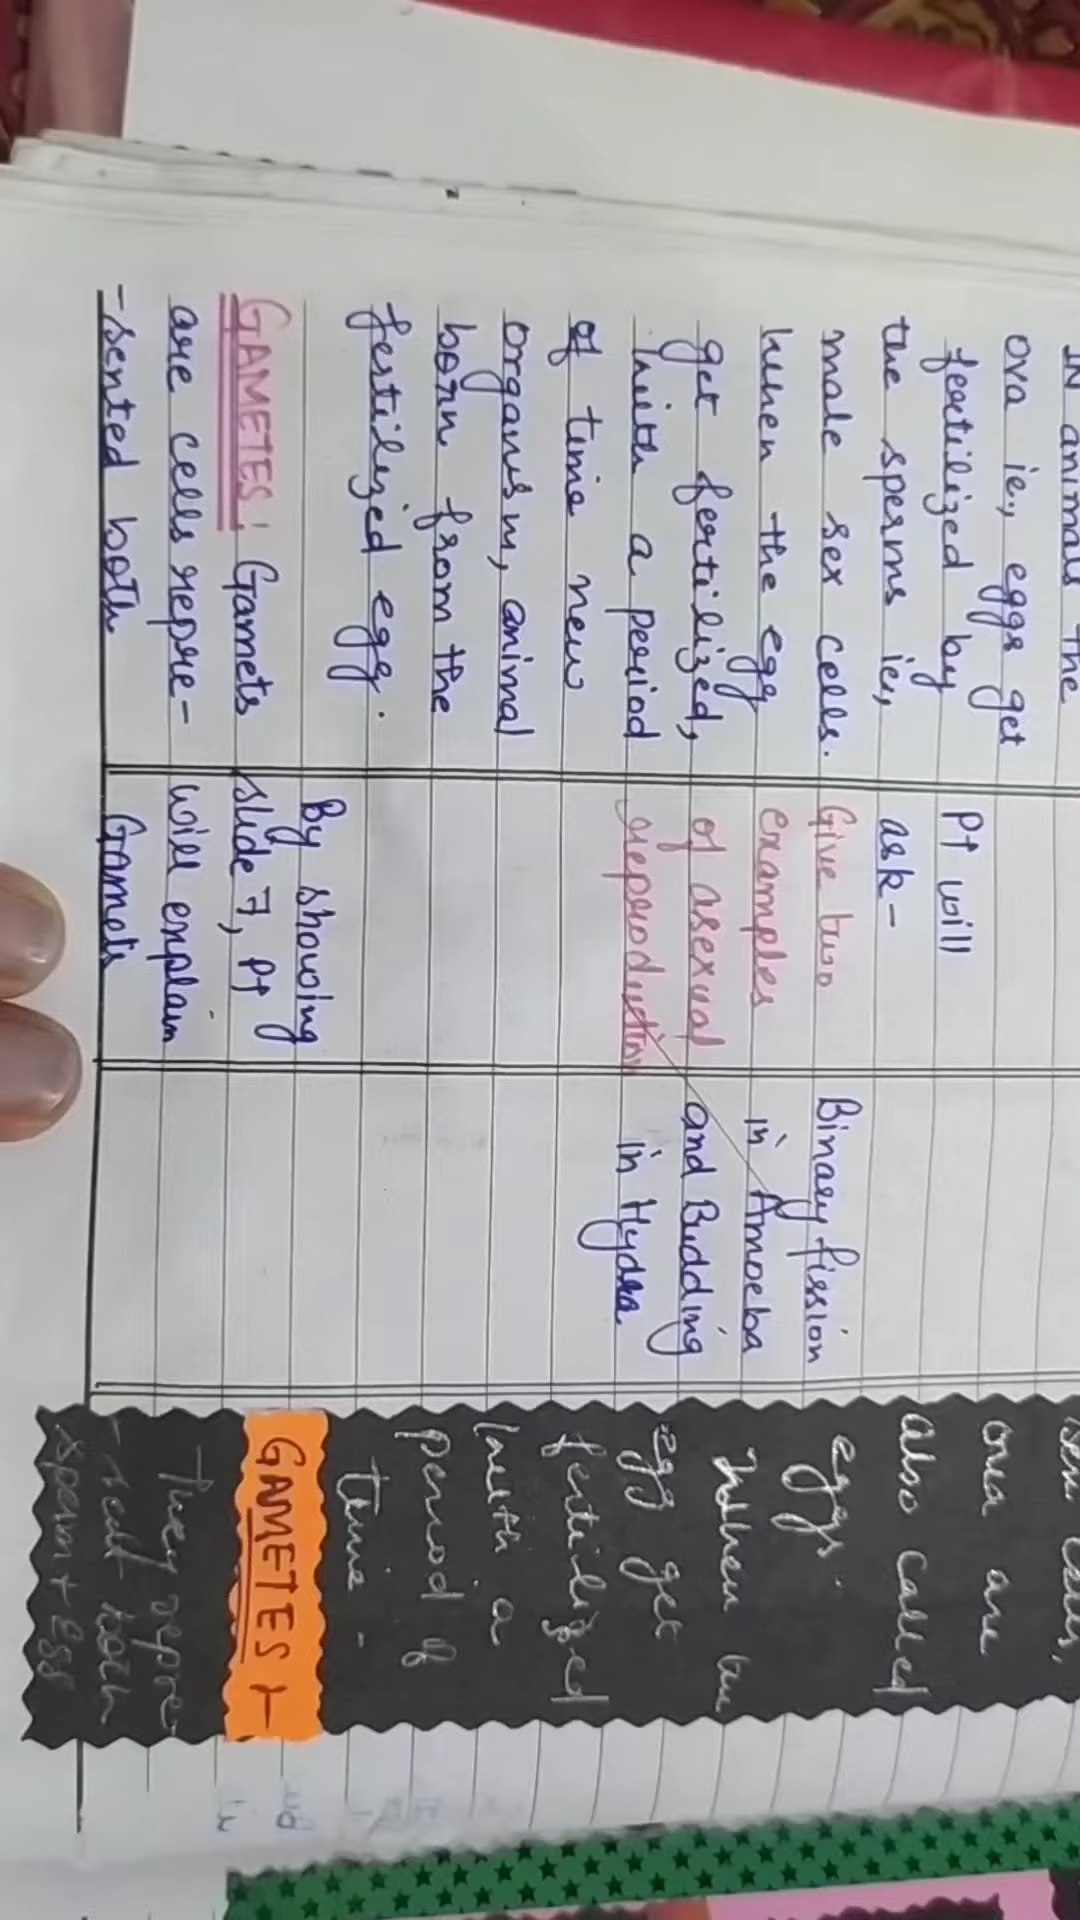 IN animals the
ova ie., eggs get
fertilized by
the sperms ie.,
male sex cells.
when the egg
get fertilized,
with a period
of time new
organism, animal
born from the
fertilized egg.
GAMETES! Gamets
are cells repre-
-sented both
PT will
ask-
Give two
examples
of asexual
reproduction
By showing
slide 7, PT
will explain
Gamets
Binary fission
in Amoeba
and Budding
in Hydra
ova are
also called
eggs.
When the
egg get
fertilized
with a
period of
time.
GAMETES :-
They repre
-sent both
sperm + Egg